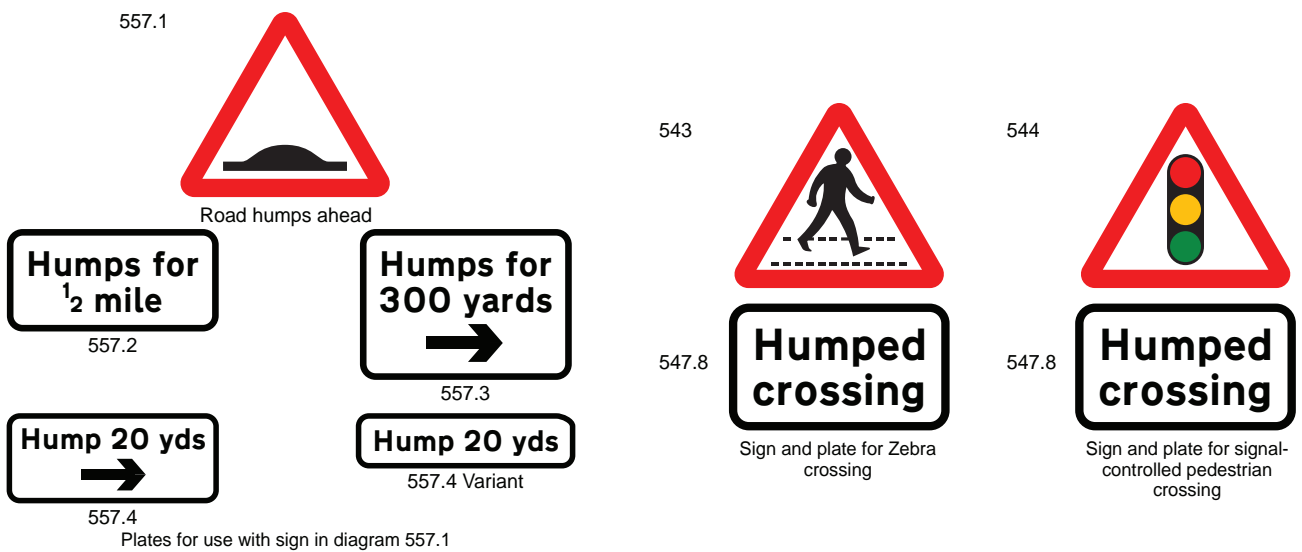 557.1
Road humps ahead
Humps for
1/2 mile
557.2
Humps for
300 yards
557.3
Hump 20 yds
557.4
Hump 20 yds
557.4 Variant
Plates for use with sign in diagram 557.1
543
547.8
Humped
crossing
Sign and plate for Zebra
crossing
544
547.8
Humped
crossing
Sign and plate for signal-
controlled pedestrian
crossing